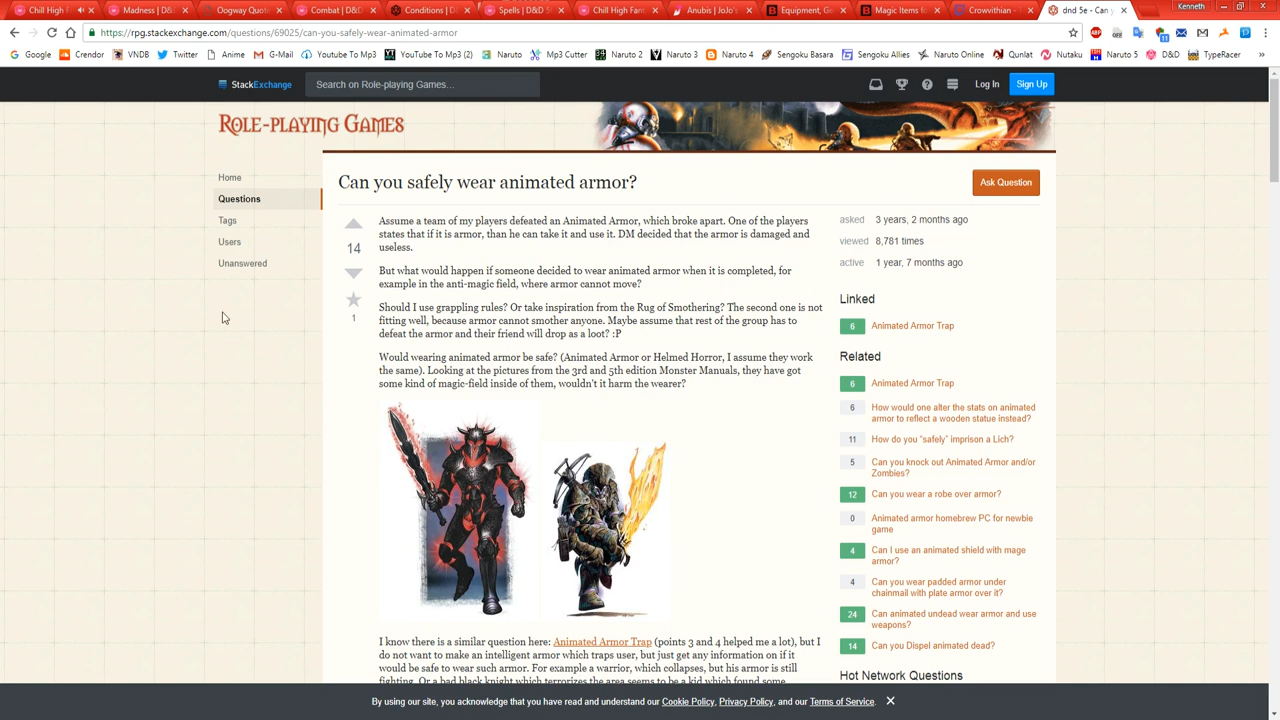 Chill High F
Madness | D&
Oogway Quot
Combat | D&D
Conditions | D
Spells | D&D 5
Chill High Fant
Anubis | JoJo's
Equipment, Ge
Magic Items fo
Crowvithian - T
dnd 5e - Can y
Kenneth
https://rpg.stackexchange.com/questions/69025/can-you-safely-wear-animated-armor
Google Crendor VNDB Twitter Anime G-Mail Youtube To Mp3 YouTube To Mp3 (2) Naruto Mp3 Cutter Naruto 2 Naruto 3 Naruto 4 Sengoku Basara Sengoku Allies Naruto Online Qunlat Nutaku Naruto 5 D&D TypeRacer
StackExchange
Search on Role-playing Games…
Log In
Sign Up
Role-playing Games
Home
Questions
Tags
Users
Unanswered
Can you safely wear animated armor?
Ask Question
14
1
Assume a team of my players defeated an Animated Armor, which broke apart. One of the players
states that if it is armor, than he can take it and use it. DM decided that the armor is damaged and
useless.
But what would happen if someone decided to wear animated armor when it is completed, for
example in the anti-magic field, where armor cannot move?
Should I use grappling rules? Or take inspiration from the Rug of Smothering? The second one is not
fitting well, because armor cannot smother anyone. Maybe assume that rest of the group has to
defeat the armor and their friend will drop as a loot? :P
Would wearing animated armor be safe? (Animated Armor or Helmed Horror, I assume they work
the same). Looking at the pictures from the 3rd and 5th edition Monster Manuals, they have got
some kind of magic-field inside of them, wouldn't it harm the wearer?
I know there is a similar question here: Animated Armor Trap (points 3 and 4 helped me a lot), but I
do not want to make an intelligent armor which traps user, but just get any information on if it
would be safe to wear such armor. For example a warrior, which collapses, but his armor is still
fighting. Or a bad black knight which terrorizes the area seems to be a kid which found some
asked 3 years, 2 months ago
viewed 8,781 times
active 1 year, 7 months ago
Linked
6 Animated Armor Trap
Related
6 Animated Armor Trap
6 How would one alter the stats on animated
armor to reflect a wooden statue instead?
11 How do you “safely” imprison a Lich?
5 Can you knock out Animated Armor and/or
Zombies?
12 Can you wear a robe over armor?
0 Animated armor homebrew PC for newbie
game
4 Can I use an animated shield with mage
armor?
4 Can you wear padded armor under
chainmail with plate armor over it?
24 Can animated undead wear armor and use
weapons?
14 Can you Dispel animated dead?
Hot Network Questions
By using our site, you acknowledge that you have read and understand our Cookie Policy, Privacy Policy, and our Terms of Service.